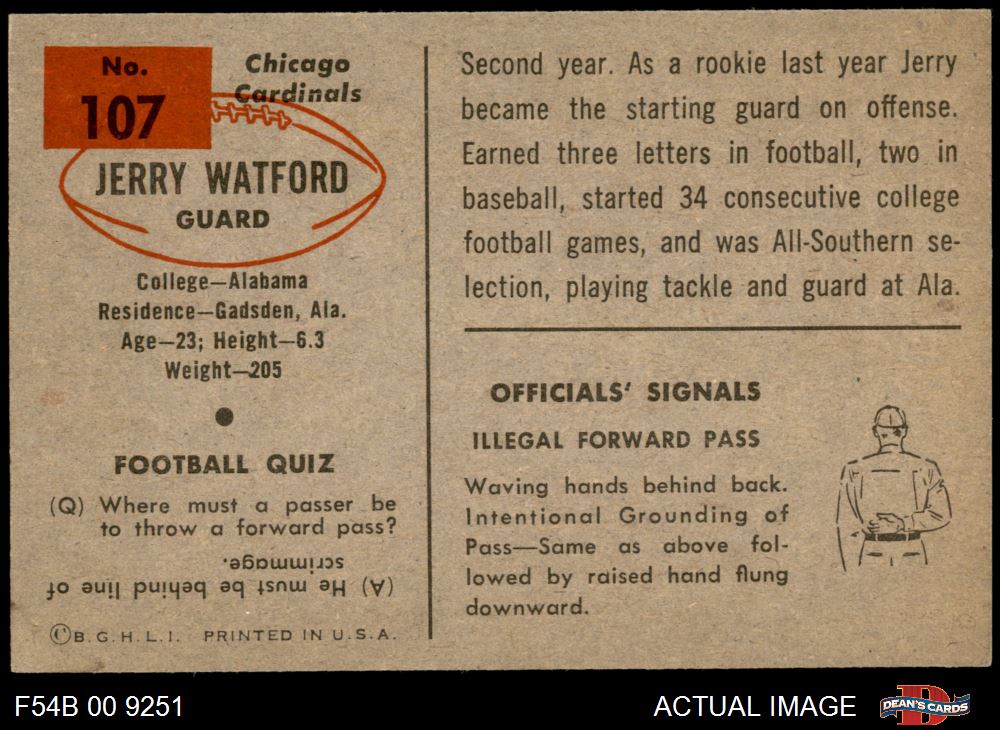 No.
107
Chicago
Cardinals
JERRY WATFORD
GUARD
College—Alabama
Residence—Gadsden, Ala.
Age—23; Height—6.3
Weight—205
FOOTBALL QUIZ
(Q) Where must a passer be
to throw a forward pass?
(A) He must be behind line of
scrimmage.
©B.G.H.L.I. PRINTED IN U.S.A.
Second year. As a rookie last year Jerry
became the starting guard on offense.
Earned three letters in football, two in
baseball, started 34 consecutive college
football games, and was All-Southern se-
lection, playing tackle and guard at Ala.
OFFICIALS' SIGNALS
ILLEGAL FORWARD PASS
Waving hands behind back.
Intentional Grounding of
Pass—Same as above fol-
lowed by raised hand flung
downward.
F54B 00 9251
ACTUAL IMAGE
D
DEAN'S CARDS